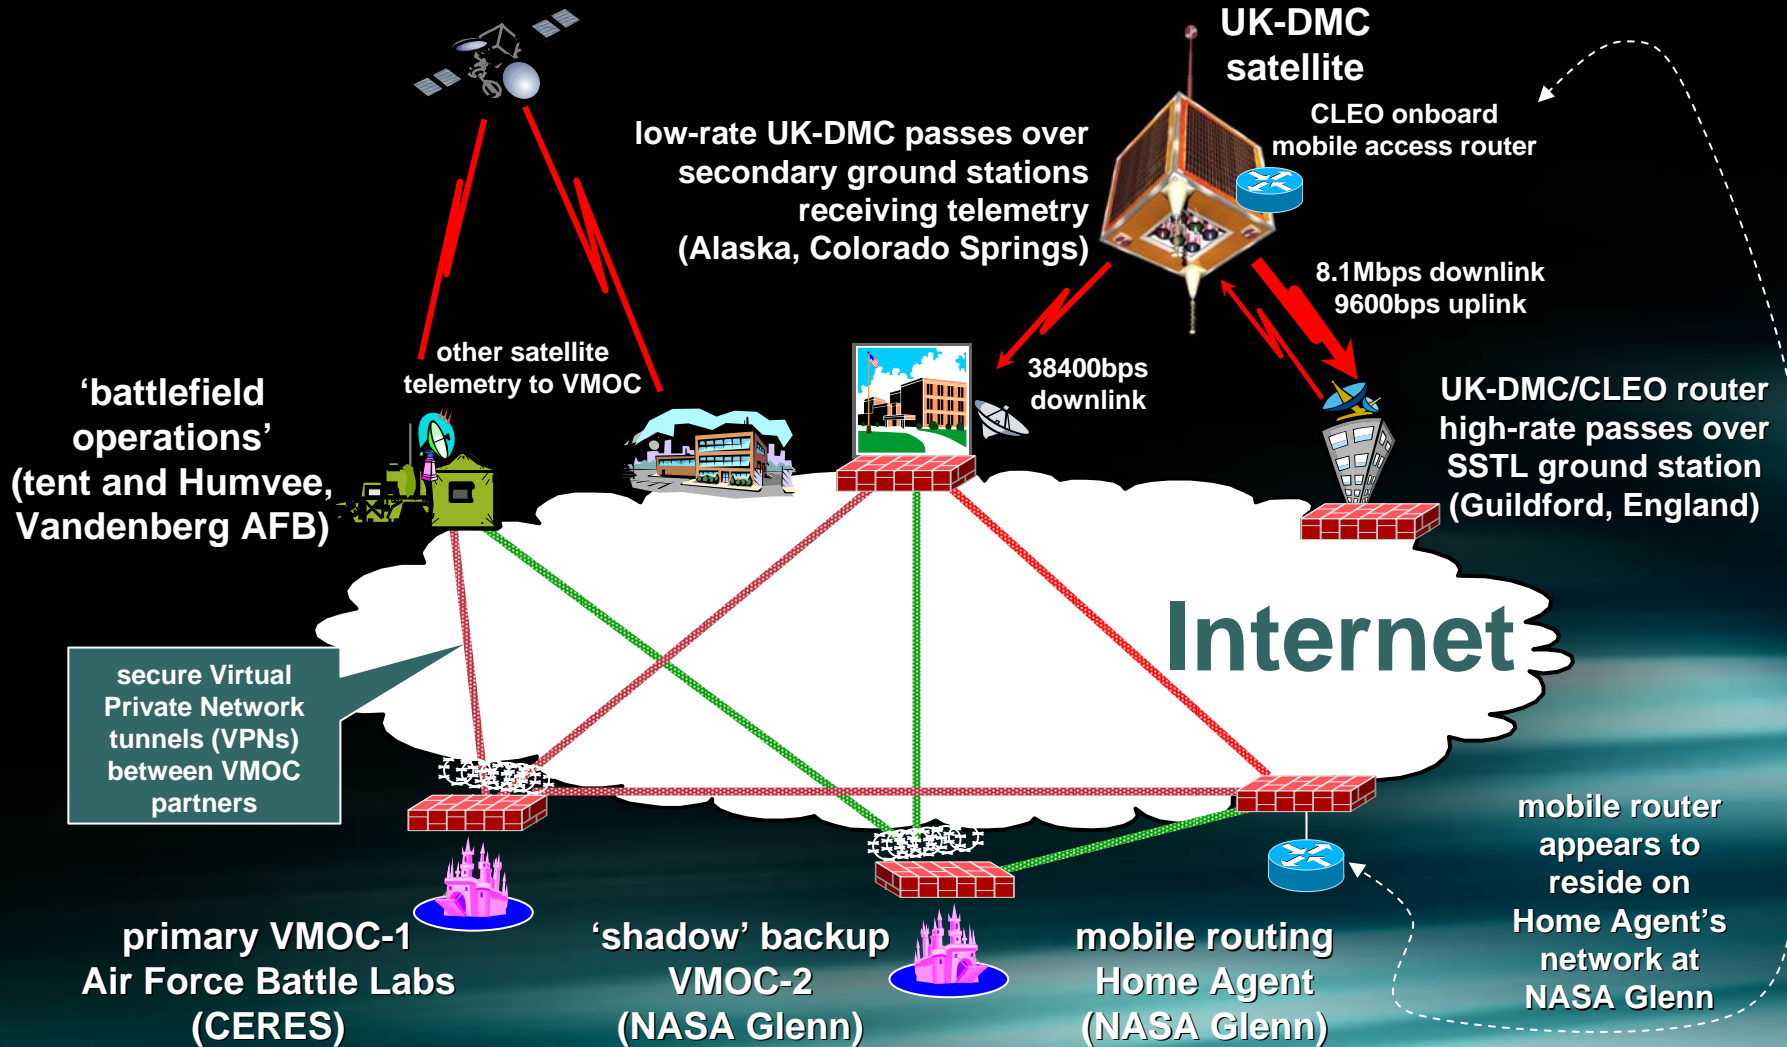 UK-DMC
satellite
CLEO onboard
mobile access router
low-rate UK-DMC passes over
secondary ground stations
receiving telemetry
(Alaska, Colorado Springs)
8.1Mbps downlink
9600bps uplink
other satellite
telemetry to VMOC
38400bps
downlink
‘battlefield
operations’
(tent and Humvee,
Vandenberg AFB)
UK-DMC/CLEO router
high-rate passes over
SSTL ground station
(Guildford, England)
Internet
secure Virtual
Private Network
tunnels (VPNs)
between VMOC
partners
primary VMOC-1
Air Force Battle Labs
(CERES)
‘shadow’ backup
VMOC-2
(NASA Glenn)
mobile routing
Home Agent
(NASA Glenn)
mobile router
appears to
reside on
Home Agent’s
network at
NASA Glenn